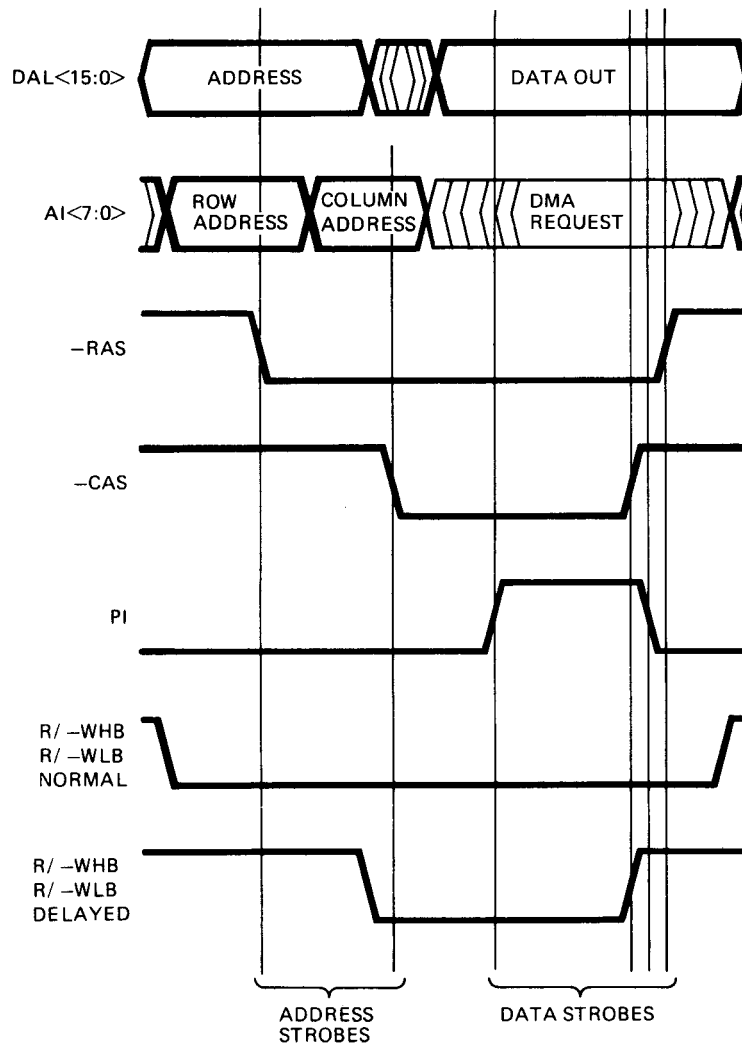 DAL<15:0>
ADDRESS
DATA OUT
AI<7:0>
ROW
ADDRESS
COLUMN
ADDRESS
DMA
REQUEST
–RAS
–CAS
PI
R/ –WHB
R/ –WLB
NORMAL
R/ –WHB
R/ –WLB
DELAYED
ADDRESS
STROBES
DATA STROBES